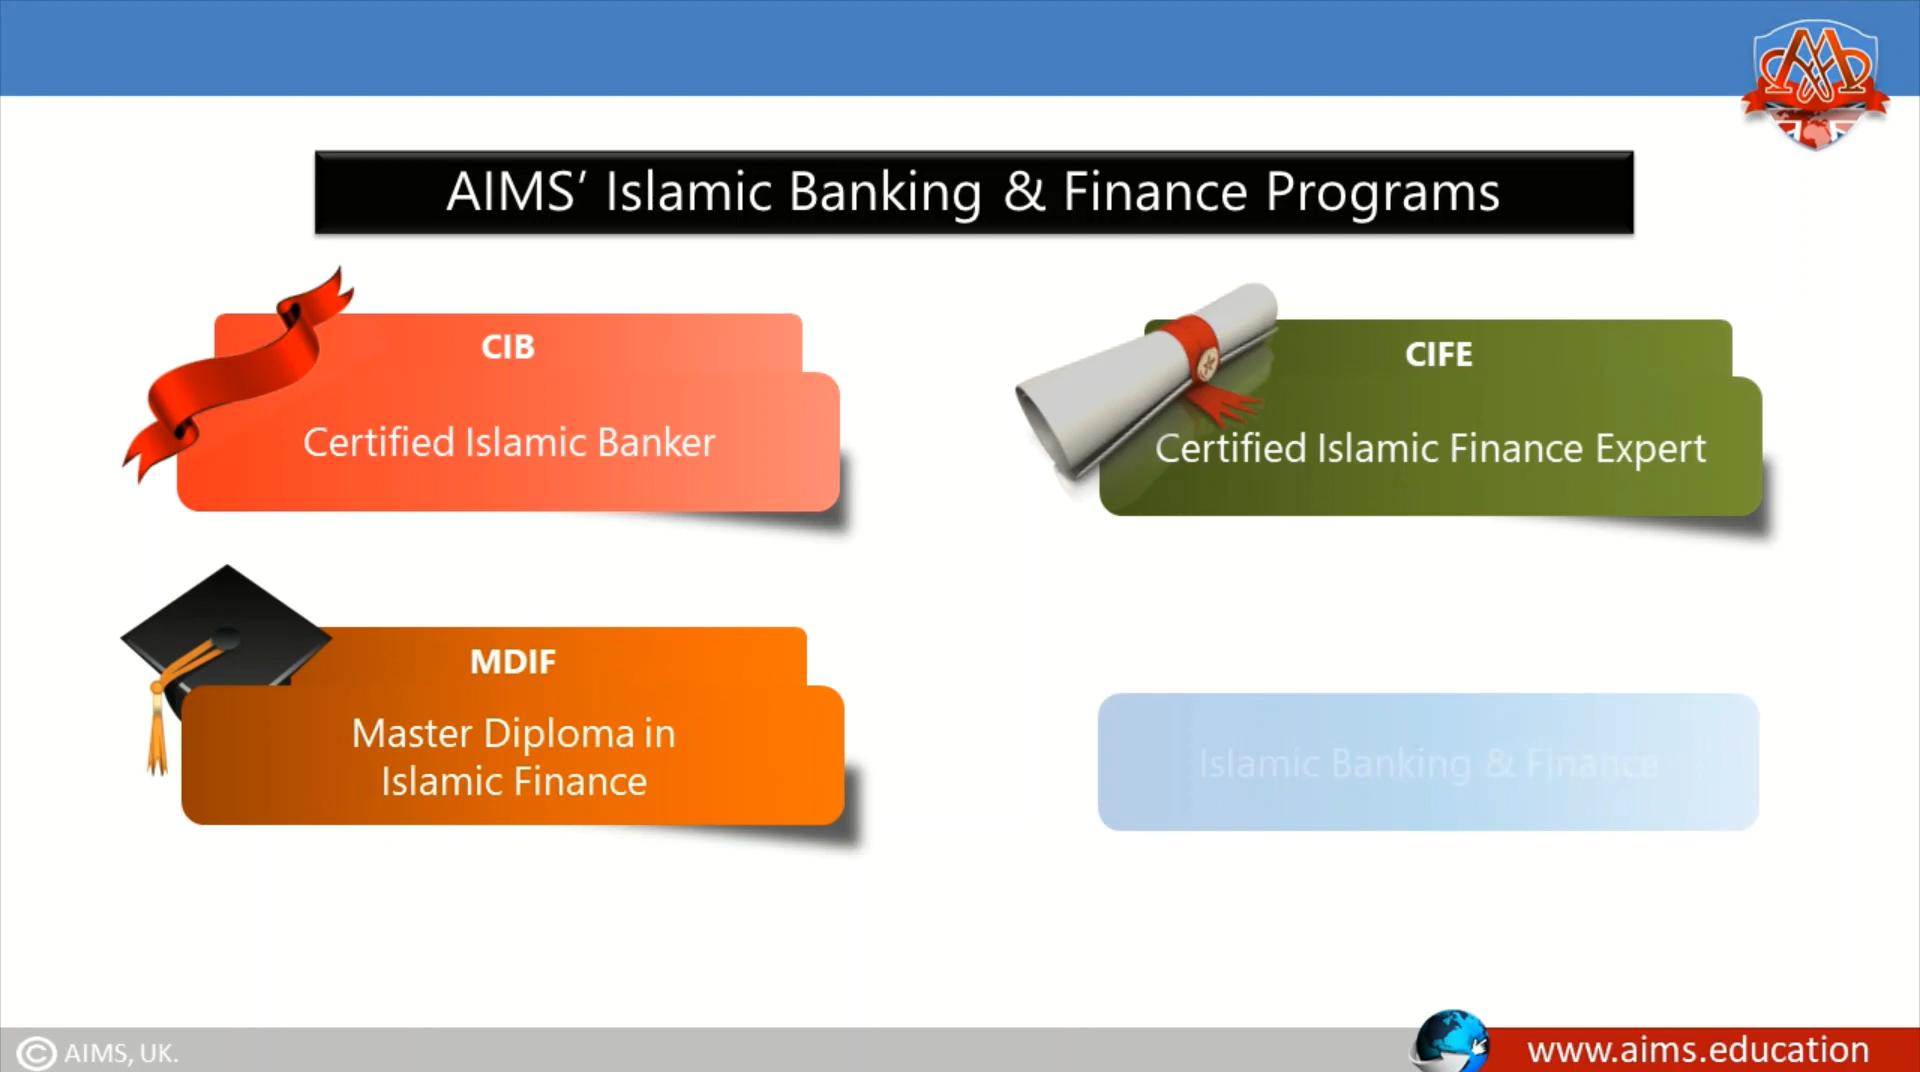 AIMS’ Islamic Banking & Finance Programs
CIB
Certified Islamic Banker
CIFE
Certified Islamic Finance Expert
MDIF
Master Diploma in
Islamic Finance
Islamic Banking & Finance
© AIMS, UK.
www.aims.education